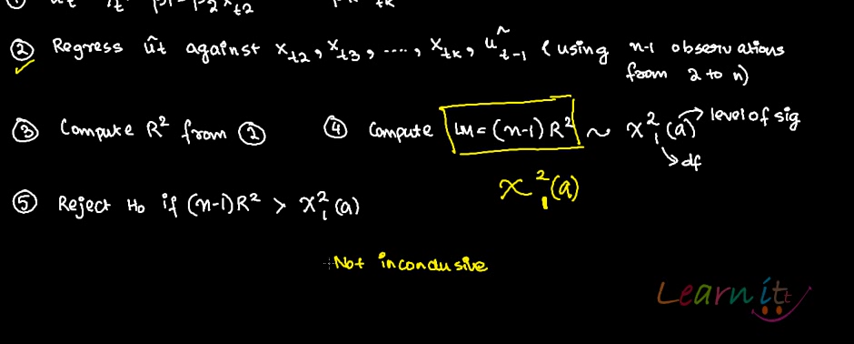 ② Regress ût against xt2, xt3, ...., xtk, ût-1 (using n-1 observations
from 2 to n)
③ Compute R² from ② ④ Compute LM = (n-1) R² ~ χ²₁(a) → level of sig
→ df
χ²₁(a)
⑤ Reject H₀ if (n-1)R² > χ²₁(a)
Not inconclusive
Learnitt